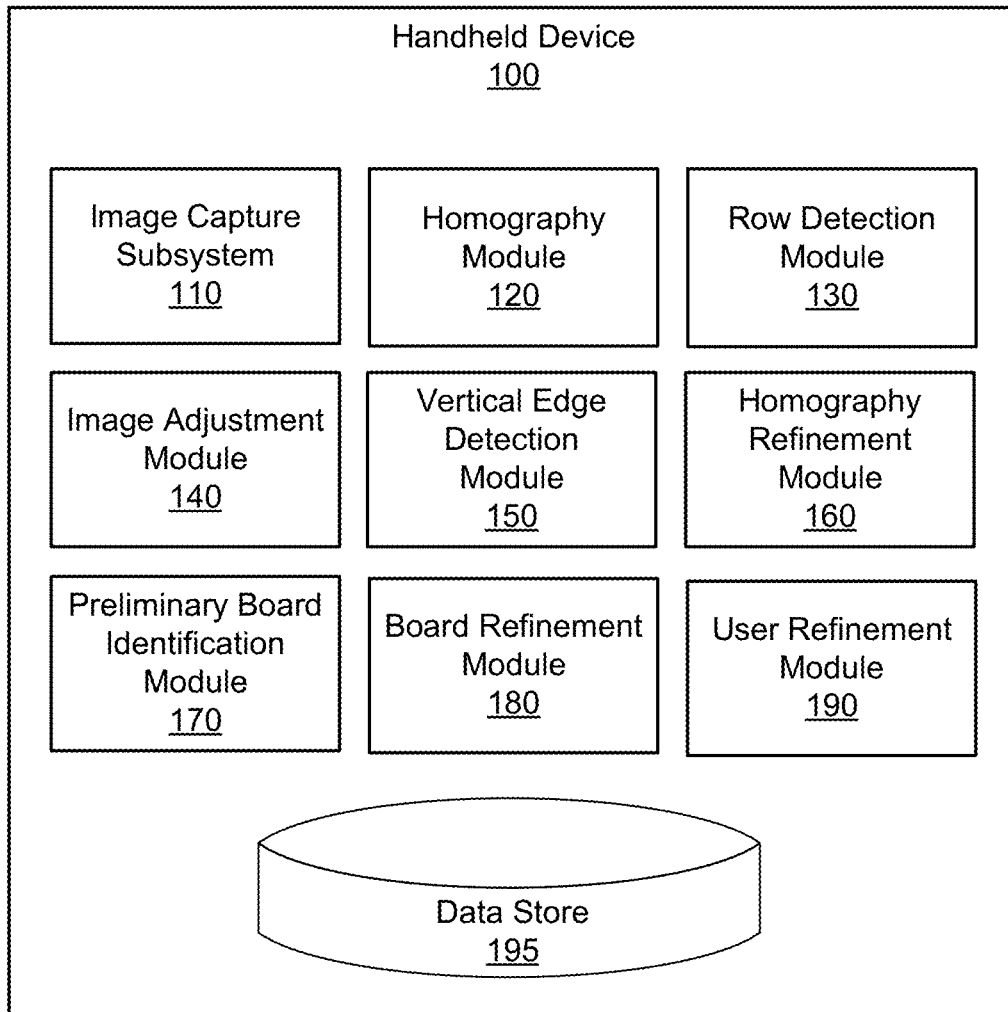 Handheld Device
100
Image Capture
Subsystem
110
Homography
Module
120
Row Detection
Module
130
Image Adjustment
Module
140
Vertical Edge
Detection
Module
150
Homography
Refinement
Module
160
Preliminary Board
Identification
Module
170
Board Refinement
Module
180
User Refinement
Module
190
Data Store
195